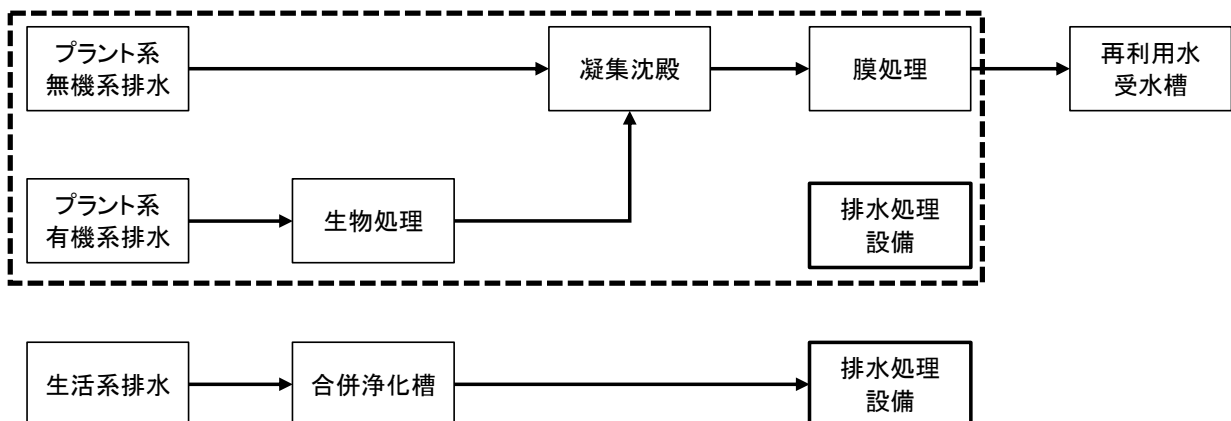 プラント系
無機系排水
凝集沈殿
膜処理
再利用水
受水槽
プラント系
有機系排水
生物処理
排水処理
設備
生活系排水
合併浄化槽
排水処理
設備